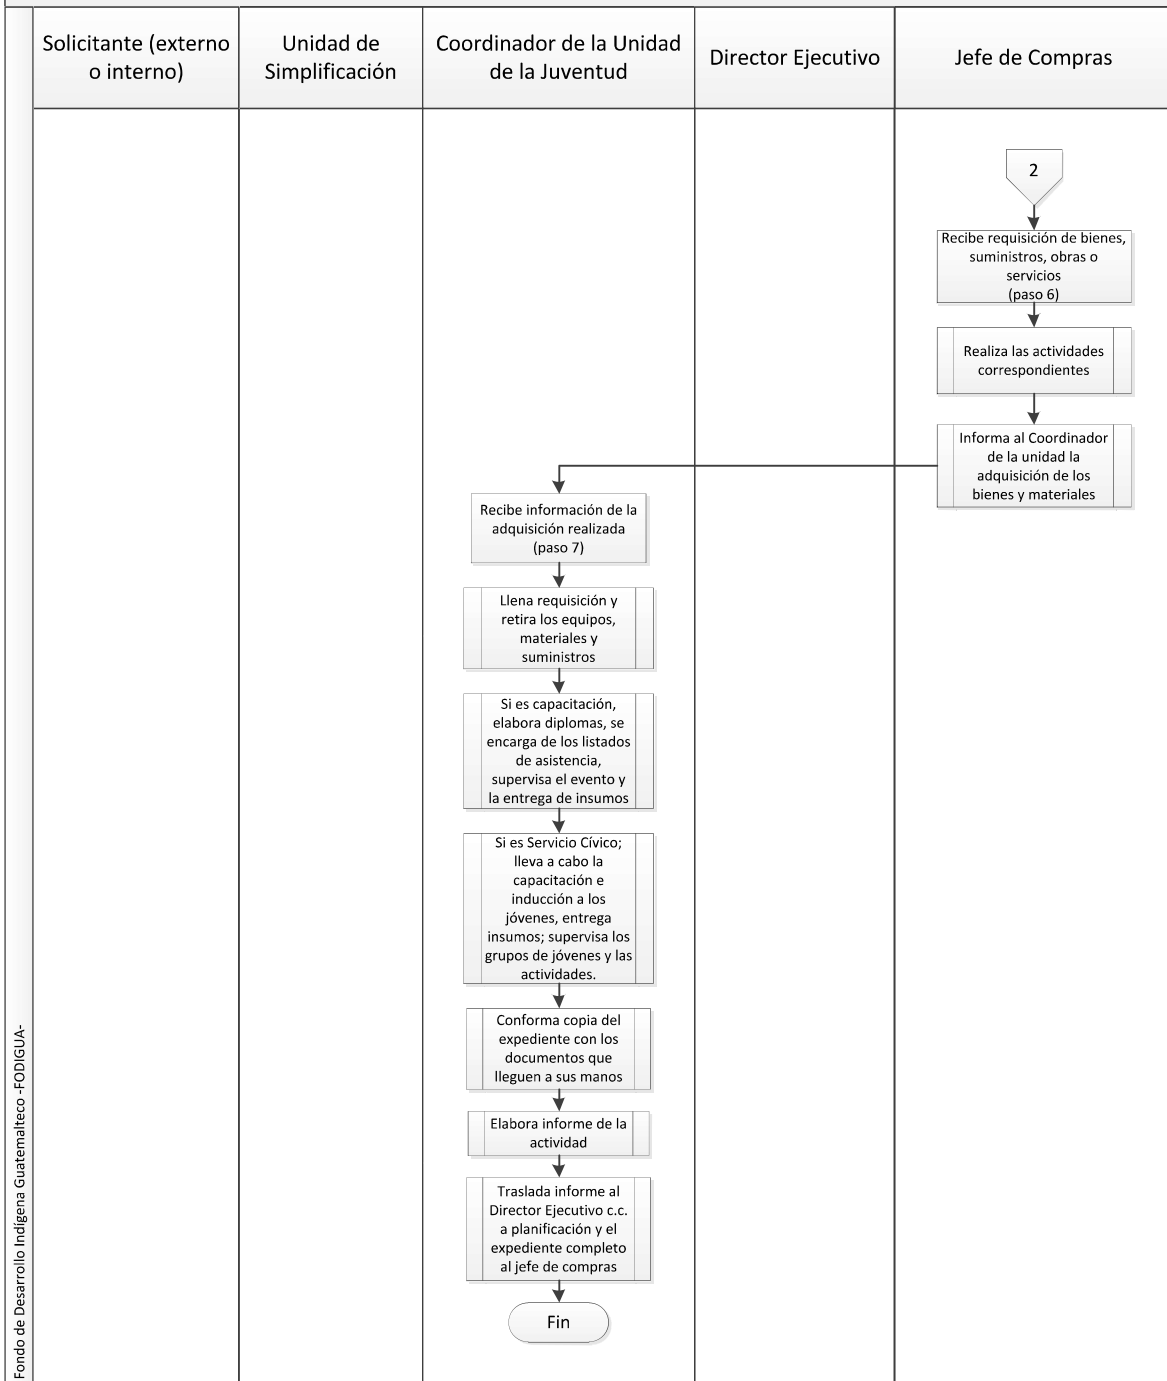 Solicitante (externo
o interno)
Unidad de
Simplificación
Coordinador de la Unidad
de la Juventud
Director Ejecutivo
Jefe de Compras
2
Recibe requisición de bienes,
suministros, obras o
servicios
(paso 6)
Realiza las actividades
correspondientes
Informa al Coordinador
de la unidad la
adquisición de los
bienes y materiales
Recibe información de la
adquisición realizada
(paso 7)
Llena requisición y
retira los equipos,
materiales y
suministros
Si es capacitación,
elabora diplomas, se
encarga de los listados
de asistencia,
supervisa el evento y
la entrega de insumos
Si es Servicio Cívico;
lleva a cabo la
capacitación e
inducción a los
jóvenes, entrega
insumos; supervisa los
grupos de jóvenes y las
actividades.
Conforma copia del
expediente con los
documentos que
lleguen a sus manos
Elabora informe de la
actividad
Traslada informe al
Director Ejecutivo c.c.
a planificación y el
expediente completo
al jefe de compras
Fin
Fondo de Desarrollo Indígena Guatemalteco -FODIGUA-